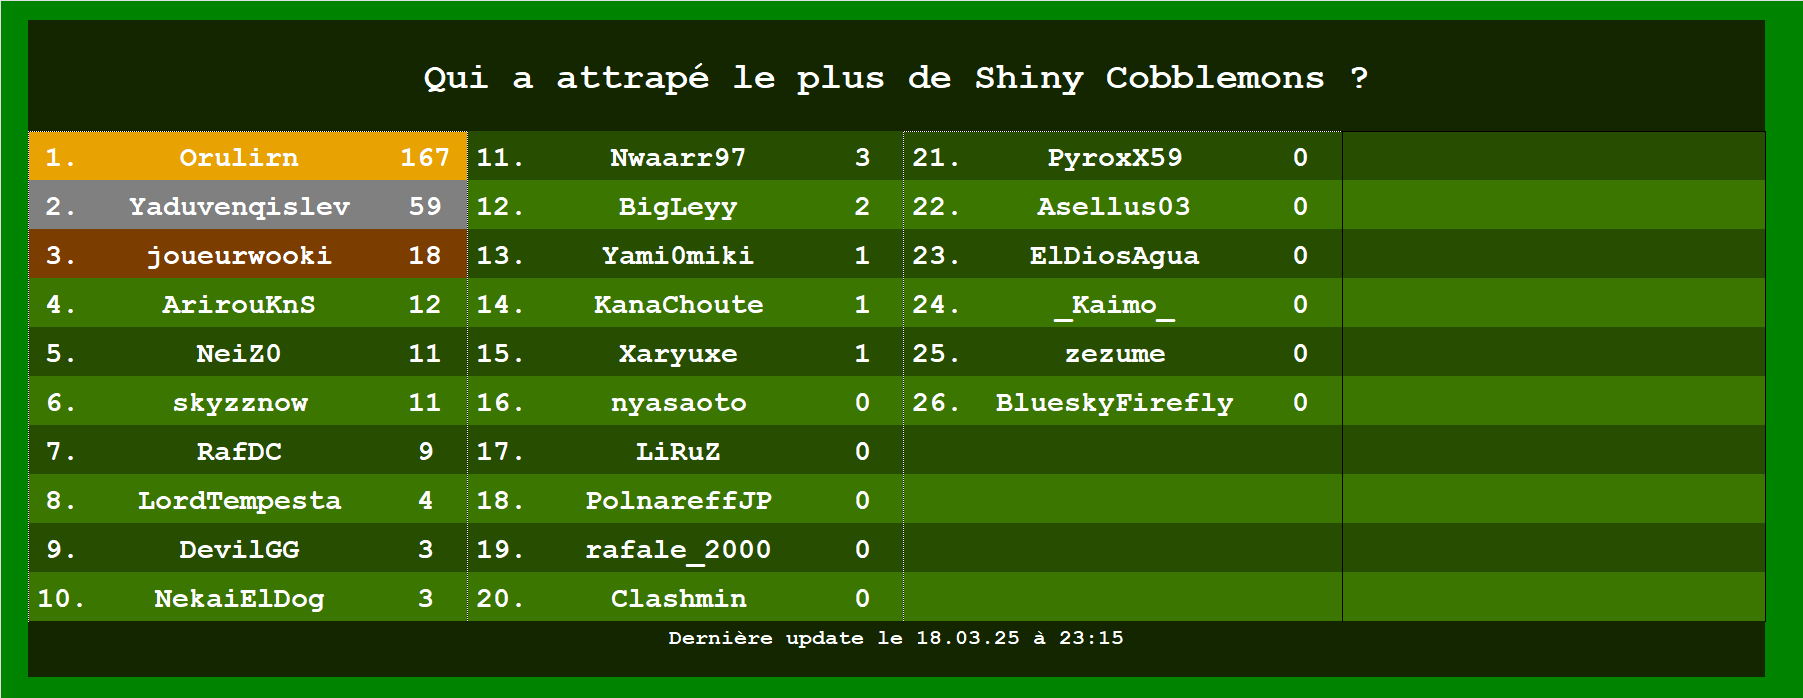 Qui a attrapé le plus de Shiny Cobblemons ?
1. Orulirn 167
2. Yaduvenqislev 59
3. joueurwooki 18
4. ArirouKnS 12
5. NeiZ0 11
6. skyzznow 11
7. RafDC 9
8. LordTempesta 4
9. DevilGG 3
10. NekaiElDog 3
11. Nwaarr97 3
12. BigLeyy 2
13. Yami0miki 1
14. KanaChoute 1
15. Xaryuxe 1
16. nyasaoto 0
17. LiRuZ 0
18. PolnareffJP 0
19. rafale_2000 0
20. Clashmin 0
21. PyroxX59 0
22. Asellus03 0
23. ElDiosAgua 0
24. _Kaimo_ 0
25. zezume 0
26. BlueskyFirefly 0
Dernière update le 18.03.25 à 23:15